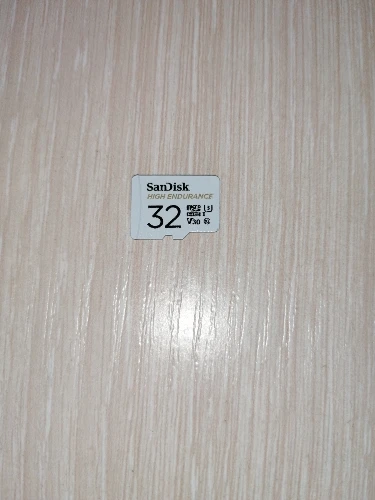 SanDisk
HIGH ENDURANCE
32
V30